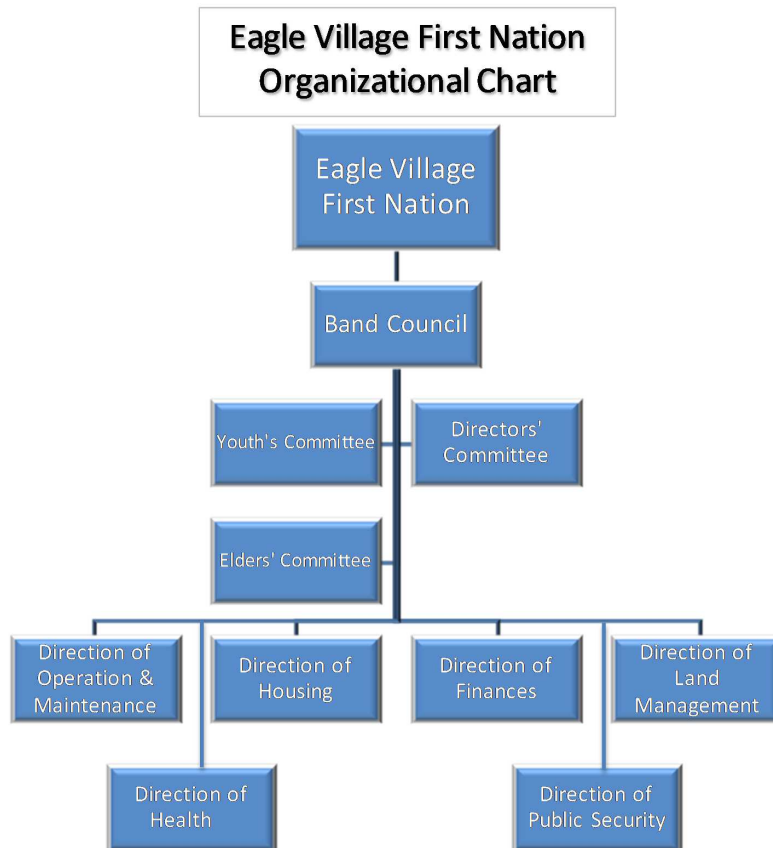 Eagle Village First Nation
Organizational Chart
Eagle Village
First Nation
Band Council
Youth's Committee
Directors'
Committee
Elders' Committee
Direction of
Operation &
Maintenance
Direction of
Housing
Direction of
Finances
Direction of
Land
Management
Direction of
Health
Direction of
Public Security